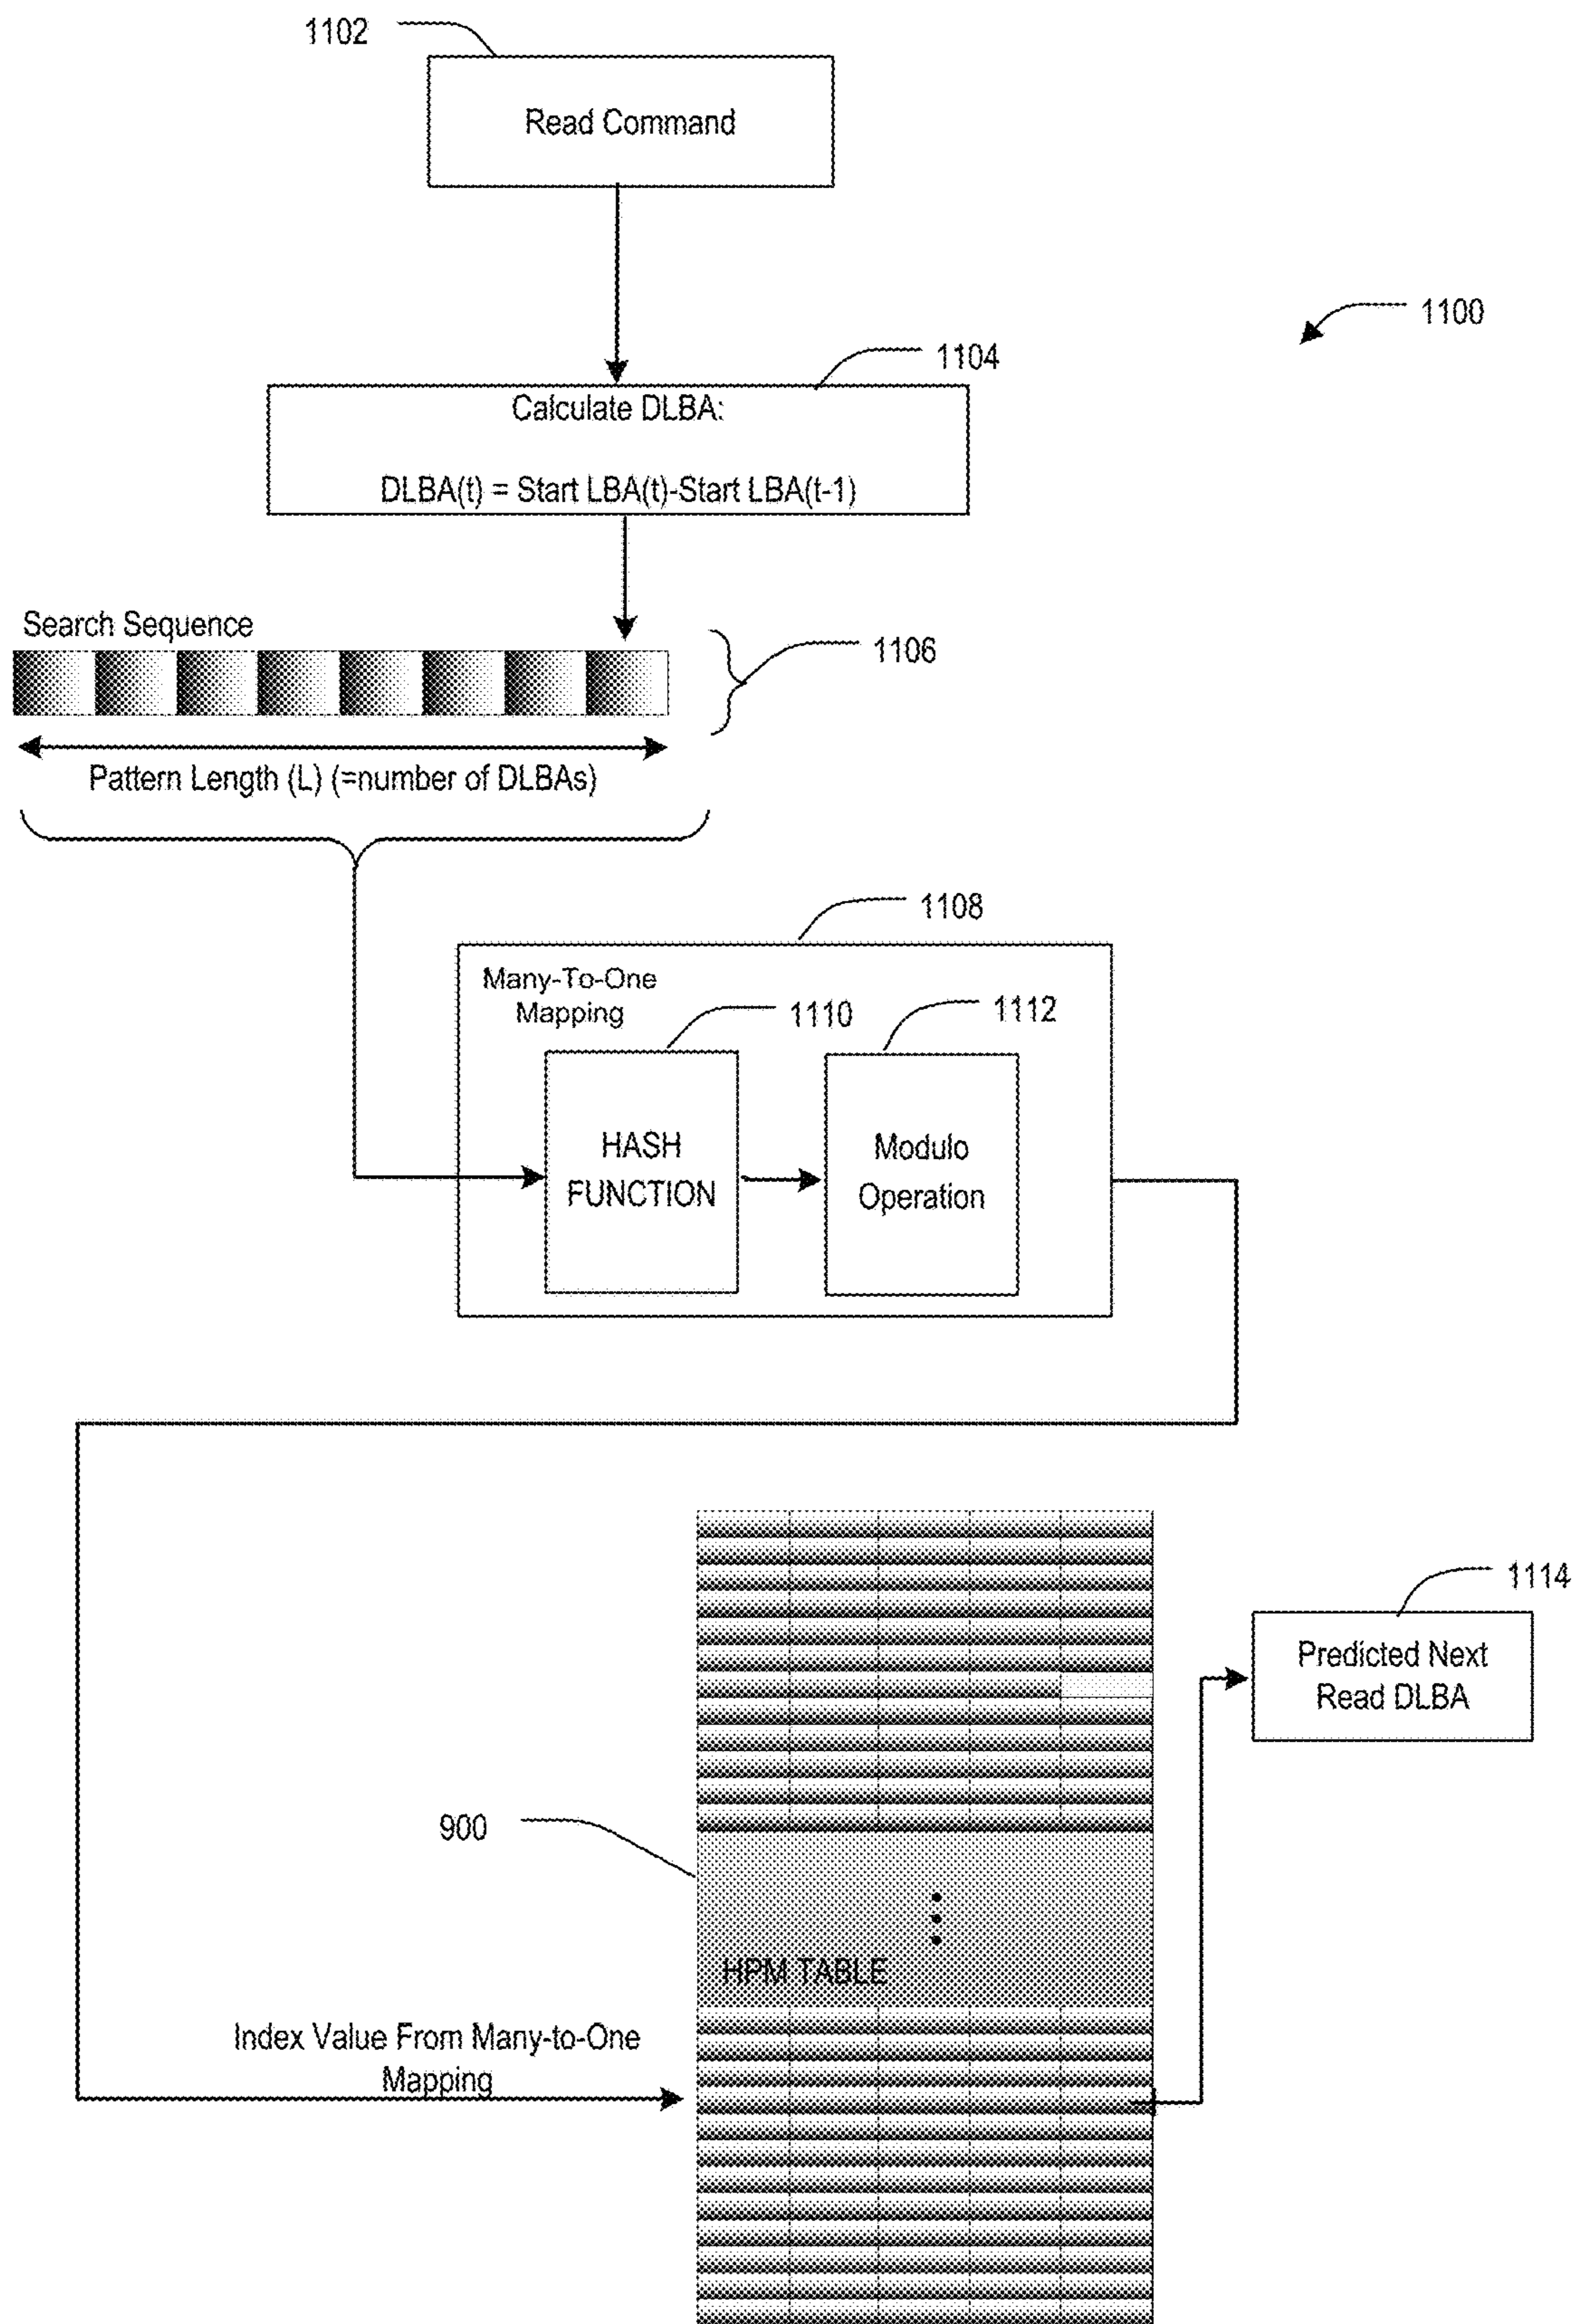 1102
Read Command
1100
1104
Calculate DLBA:
DLBA(t) = Start LBA(t)-Start LBA(t-1)
Search Sequence
1106
Pattern Length (L) (=number of DLBAs)
1108
Many-To-One
Mapping
1110
1112
HASH
FUNCTION
Modulo
Operation
1114
Predicted Next
Read DLBA
900
HPM TABLE
Index Value From Many-to-One
Mapping